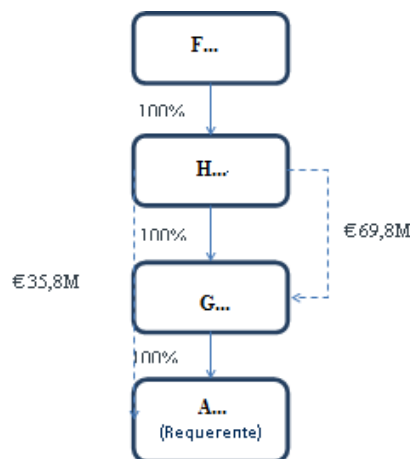 F...
100%
H...
100%
€69,8M
€35,8M
G...
100%
A...
(Requerente)